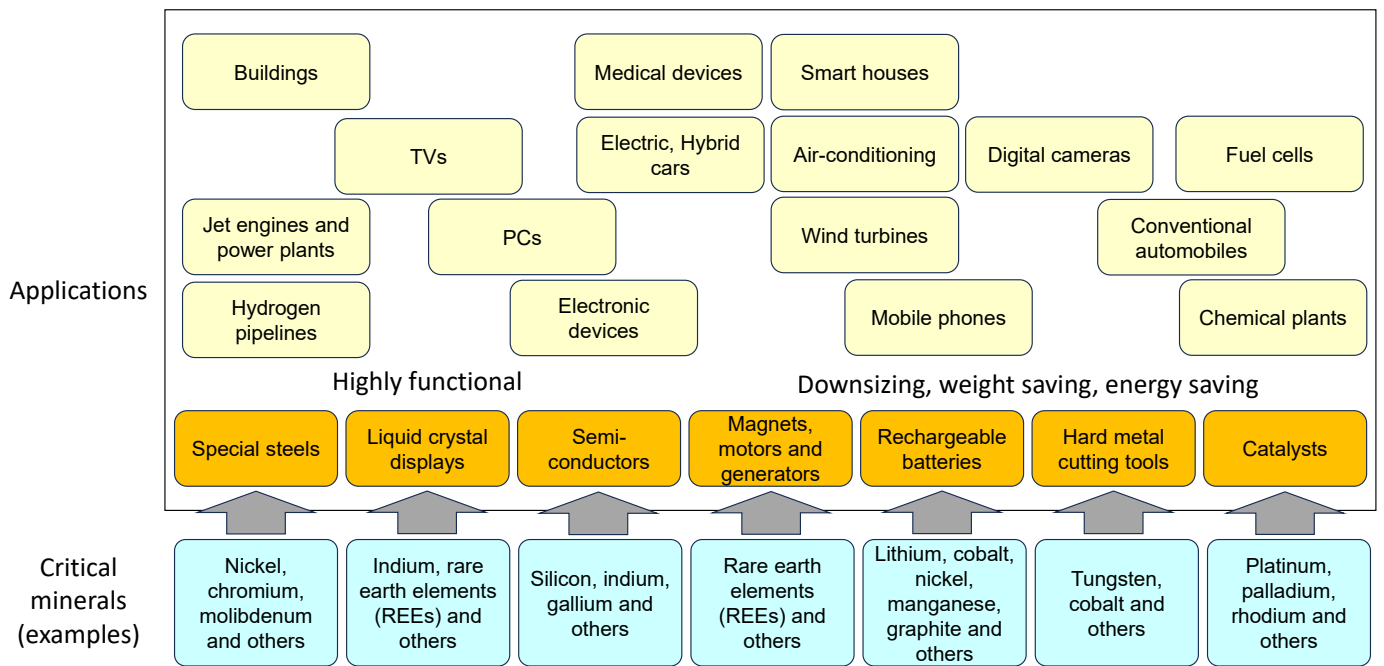 Buildings
Medical devices
Smart houses
TVs
Electric, Hybrid
cars
Air-conditioning
Digital cameras
Fuel cells
Jet engines and
power plants
PCs
Wind turbines
Conventional
automobiles
Applications
Hydrogen
pipelines
Electronic
devices
Mobile phones
Chemical plants
Highly functional
Downsizing, weight saving, energy saving
Special steels
Liquid crystal
displays
Semi-
conductors
Magnets,
motors and
generators
Rechargeable
batteries
Hard metal
cutting tools
Catalysts
Critical
minerals
(examples)
Nickel,
chromium,
molibdenum
and others
Indium, rare
earth elements
(REEs) and
others
Silicon, indium,
gallium and
others
Rare earth
elements
(REEs) and
others
Lithium, cobalt,
nickel,
manganese,
graphite and
others
Tungsten,
cobalt and
others
Platinum,
palladium,
rhodium and
others